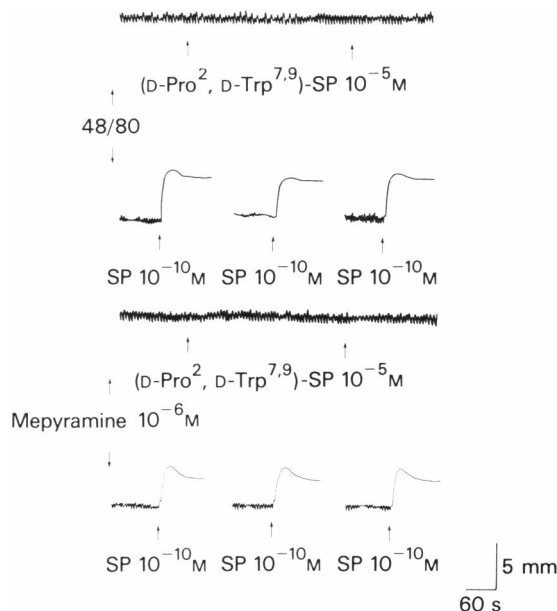 (D-Pro², D-Trp⁷,⁹)-SP 10⁻⁵M
48/80
SP 10⁻¹⁰M SP 10⁻¹⁰M SP 10⁻¹⁰M
(D-Pro², D-Trp⁷,⁹)-SP 10⁻⁵M
Mepyramine 10⁻⁶M
SP 10⁻¹⁰M SP 10⁻¹⁰M SP 10⁻¹⁰M
5 mm
60 s